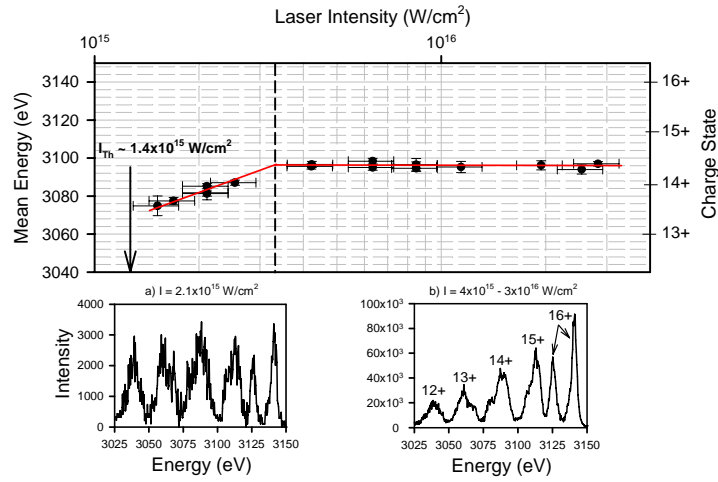 Laser Intensity (W/cm²)
10¹⁵ 10¹⁶
Mean Energy (eV)
3140
3120
3100
3080
3060
3040
Charge State
16+
15+
14+
13+
I_Th ~ 1.4x10¹⁵ W/cm²
a) I = 2.1x10¹⁵ W/cm²
Intensity
4000
3000
2000
1000
0
3025 3050 3075 3100 3125 3150
Energy (eV)
b) I = 4x10¹⁵ - 3x10¹⁶ W/cm²
100x10³
80x10³
60x10³
40x10³
20x10³
0
12+ 13+ 14+ 15+ 16+
3025 3050 3075 3100 3125 3150
Energy (eV)